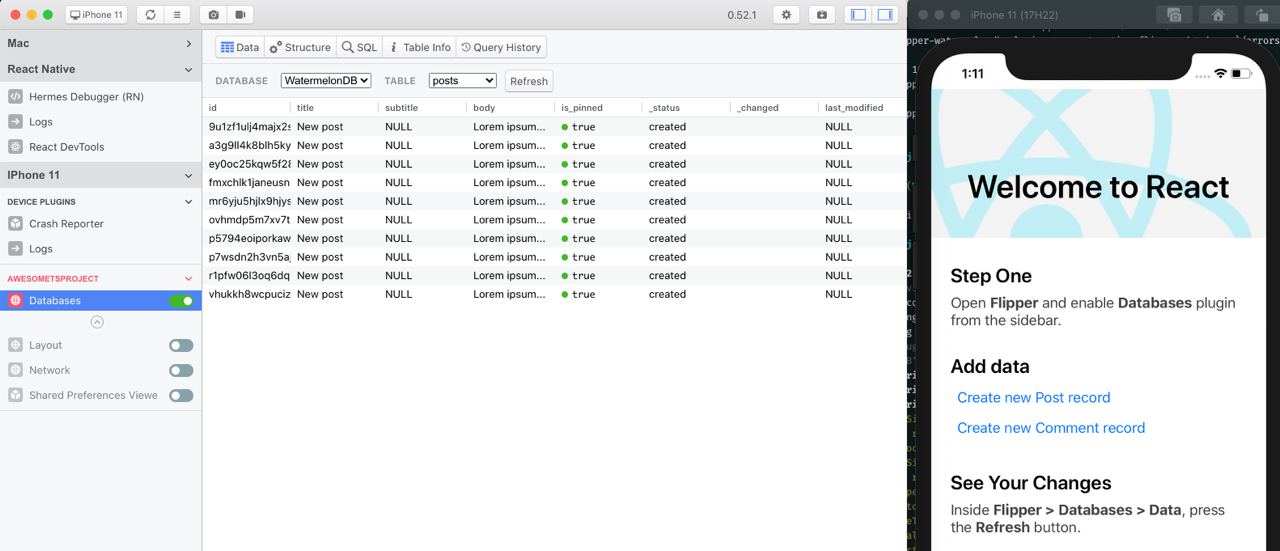 iPhone 11
0.52.1
Mac
React Native
Hermes Debugger (RN)
Logs
React DevTools
IPhone 11
DEVICE PLUGINS
Crash Reporter
Logs
AWESOMETSPROJECT
Databases
Layout
Network
Shared Preferences Viewe
Data Structure SQL Table Info Query History
DATABASE WatermelonDB TABLE posts Refresh
id title subtitle body is_pinned _status _changed last_modified
9u1zf1ulj4majx2s New post NULL Lorem ipsum... true created NULL
a3g9ll4k8blh5ky New post NULL Lorem ipsum... true created NULL
ey0oc25kqw5f28 New post NULL Lorem ipsum... true created NULL
fmxchlk1janeusn New post NULL Lorem ipsum... true created NULL
mr6yju5hjlx9hjys New post NULL Lorem ipsum... true created NULL
ovhmdp5m7xv7t New post NULL Lorem ipsum... true created NULL
p5794eoiporkaw New post NULL Lorem ipsum... true created NULL
p7wsdn2h3vn5a New post NULL Lorem ipsum... true created NULL
r1pfw06l3oq6dq New post NULL Lorem ipsum... true created NULL
vhukkh8wcpuciz New post NULL Lorem ipsum... true created NULL
iPhone 11 (17H22)
1:11
Welcome to React
Step One
Open Flipper and enable Databases plugin
from the sidebar.
Add data
Create new Post record
Create new Comment record
See Your Changes
Inside Flipper > Databases > Data, press
the Refresh button.